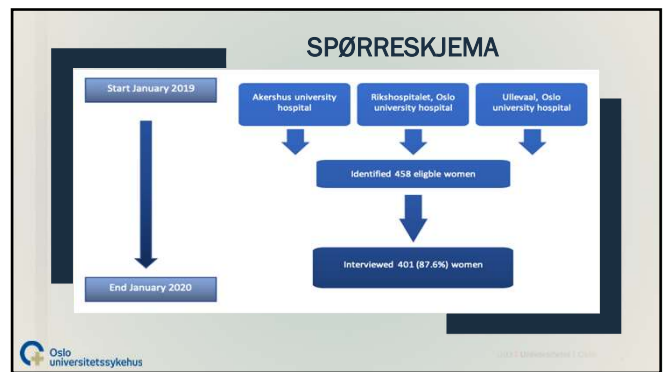 SPØRRESKJEMA
Start January 2019
Akershus university
hospital
Rikshospitalet, Oslo
university hospital
Ullevaal, Oslo
university hospital
Identified 458 eligble women
Interviewed 401 (87.6%) women
End January 2020
Oslo
universitetssykehus